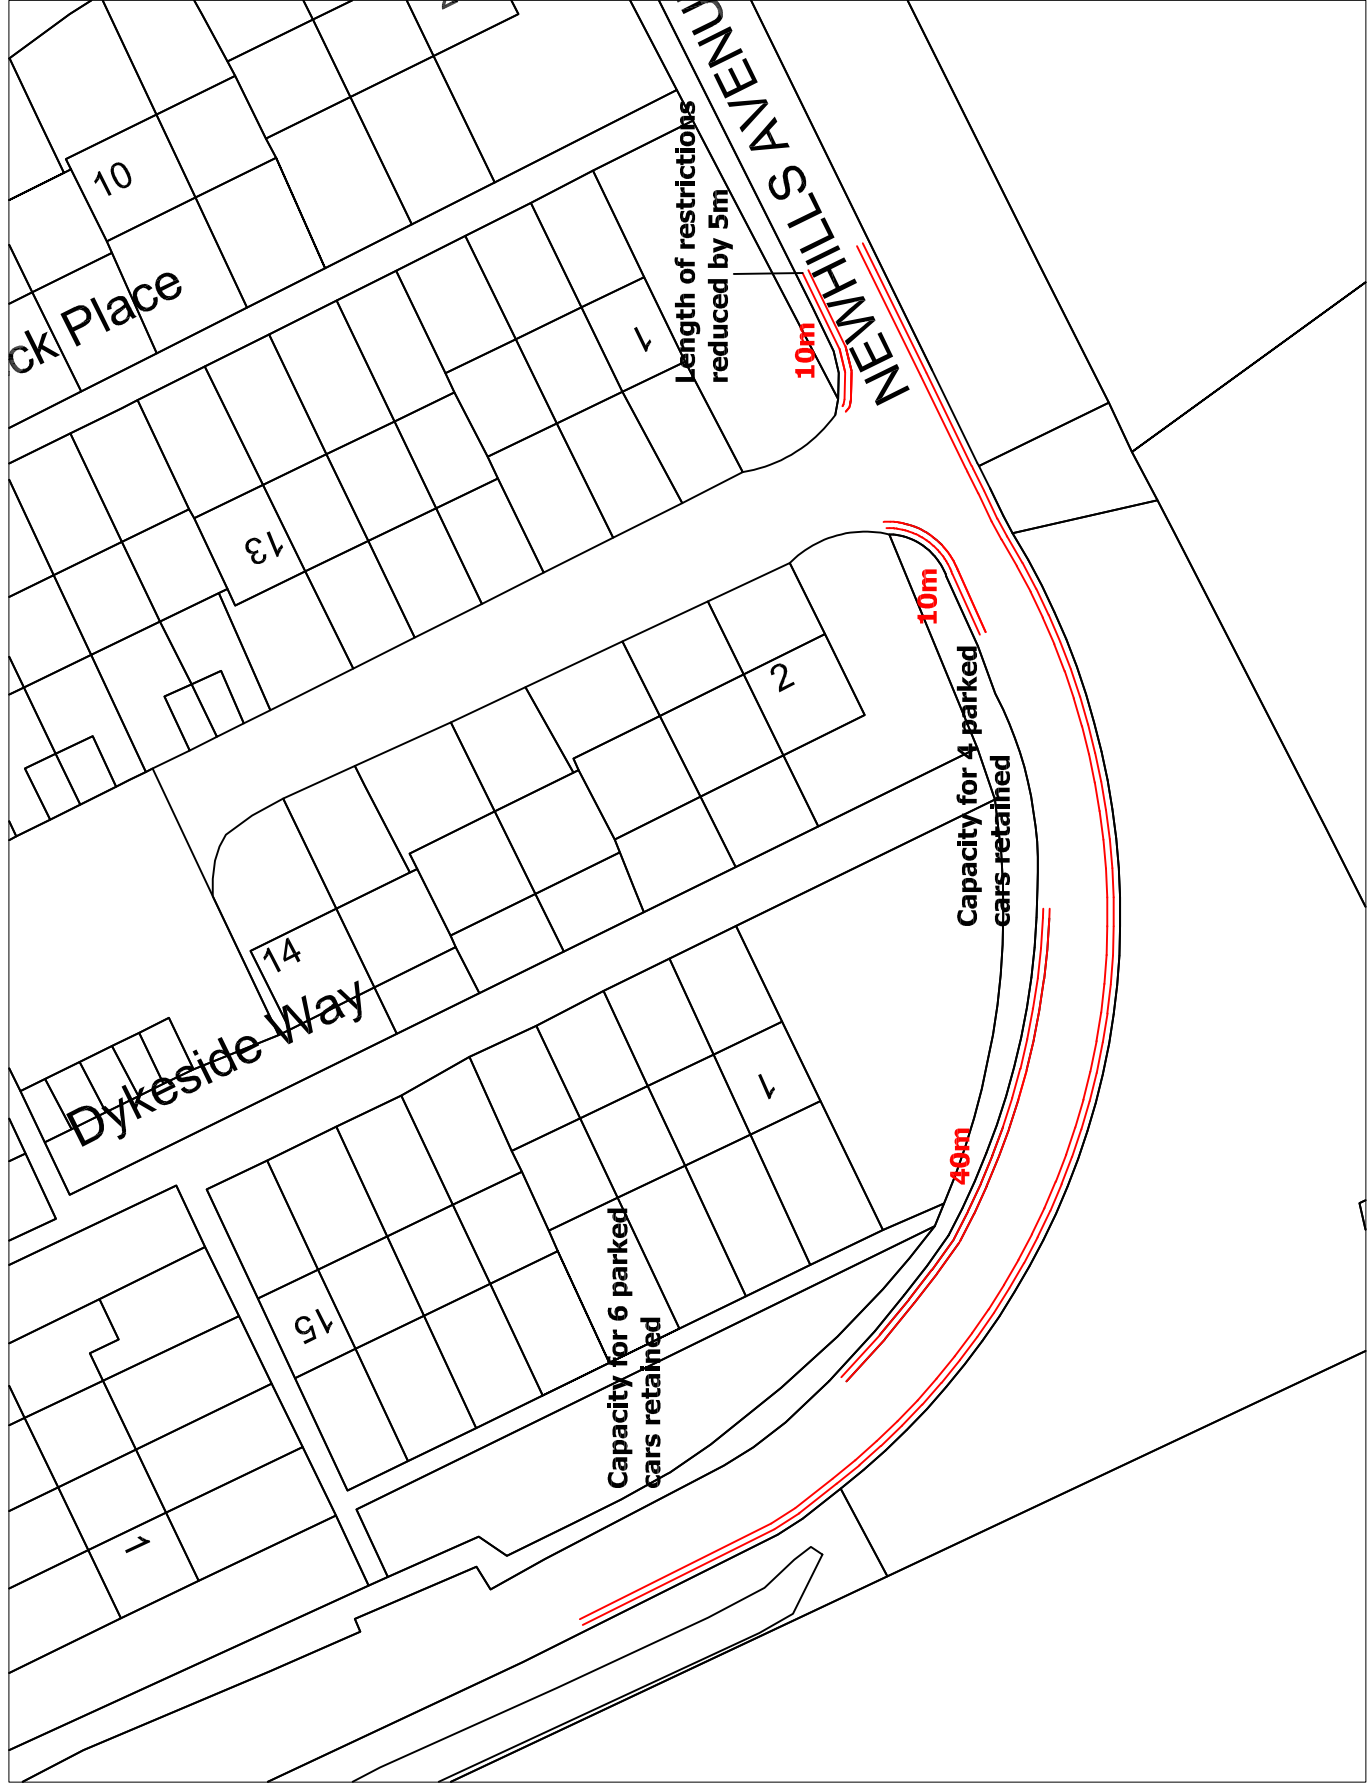 10
ck Place
NEWHILLS AVENU
Length of restrictions
reduced by 5m
1
10m
13
10m
2
Capacity for 4 parked
cars retained
14
Dykeside Way
1
40m
Capacity for 6 parked
cars retained
15
1